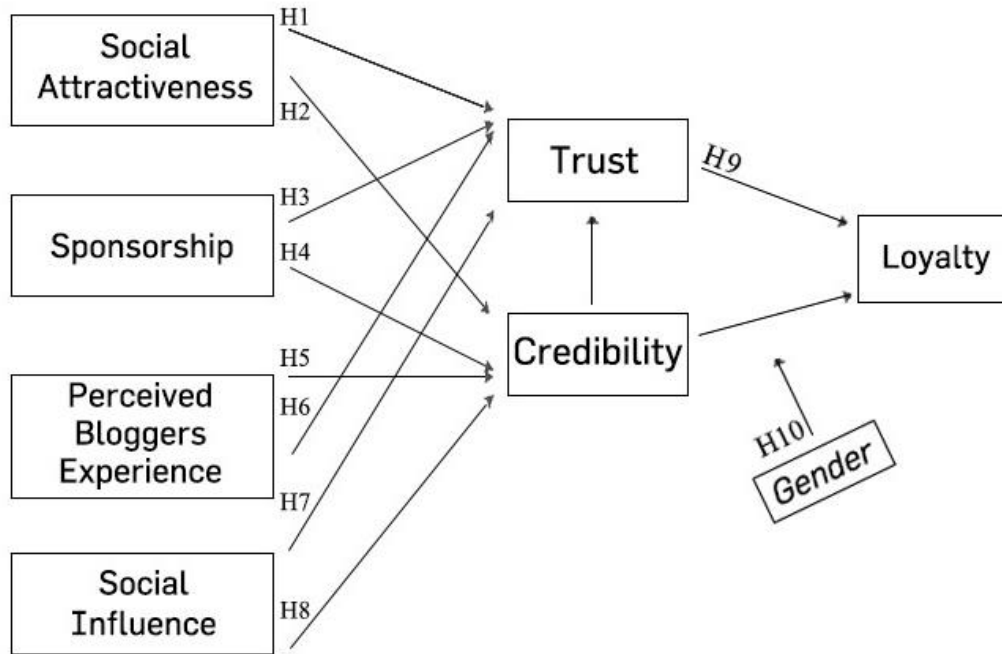 H1
Social
Attractiveness
H2
H3
Sponsorship
H4
H5
Perceived
Bloggers
Experience
H6
H7
Social
Influence
H8
Trust
Credibility
H9
Loyalty
H10
Gender